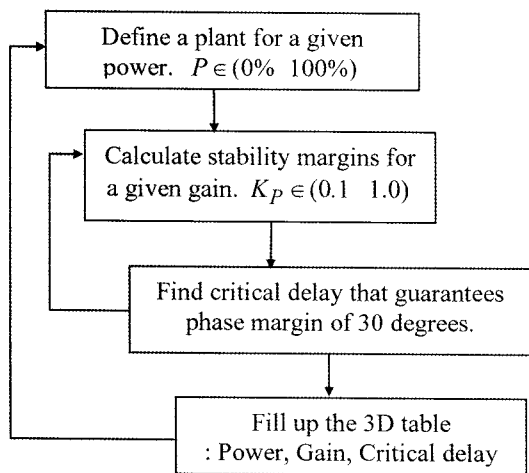 Define a plant for a given
power. P ∈ (0% 100%)
Calculate stability margins for
a given gain. K_P ∈ (0.1 1.0)
Find critical delay that guarantees
phase margin of 30 degrees.
Fill up the 3D table
: Power, Gain, Critical delay